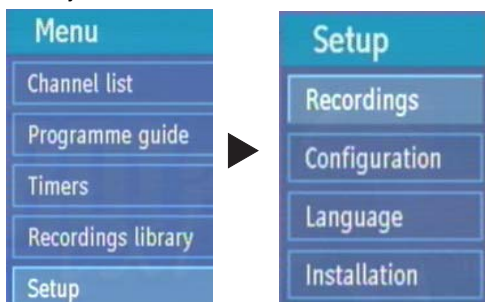 Menu
Channel list
Programme guide
Timers
Recordings library
Setup
Setup
Recordings
Configuration
Language
Installation